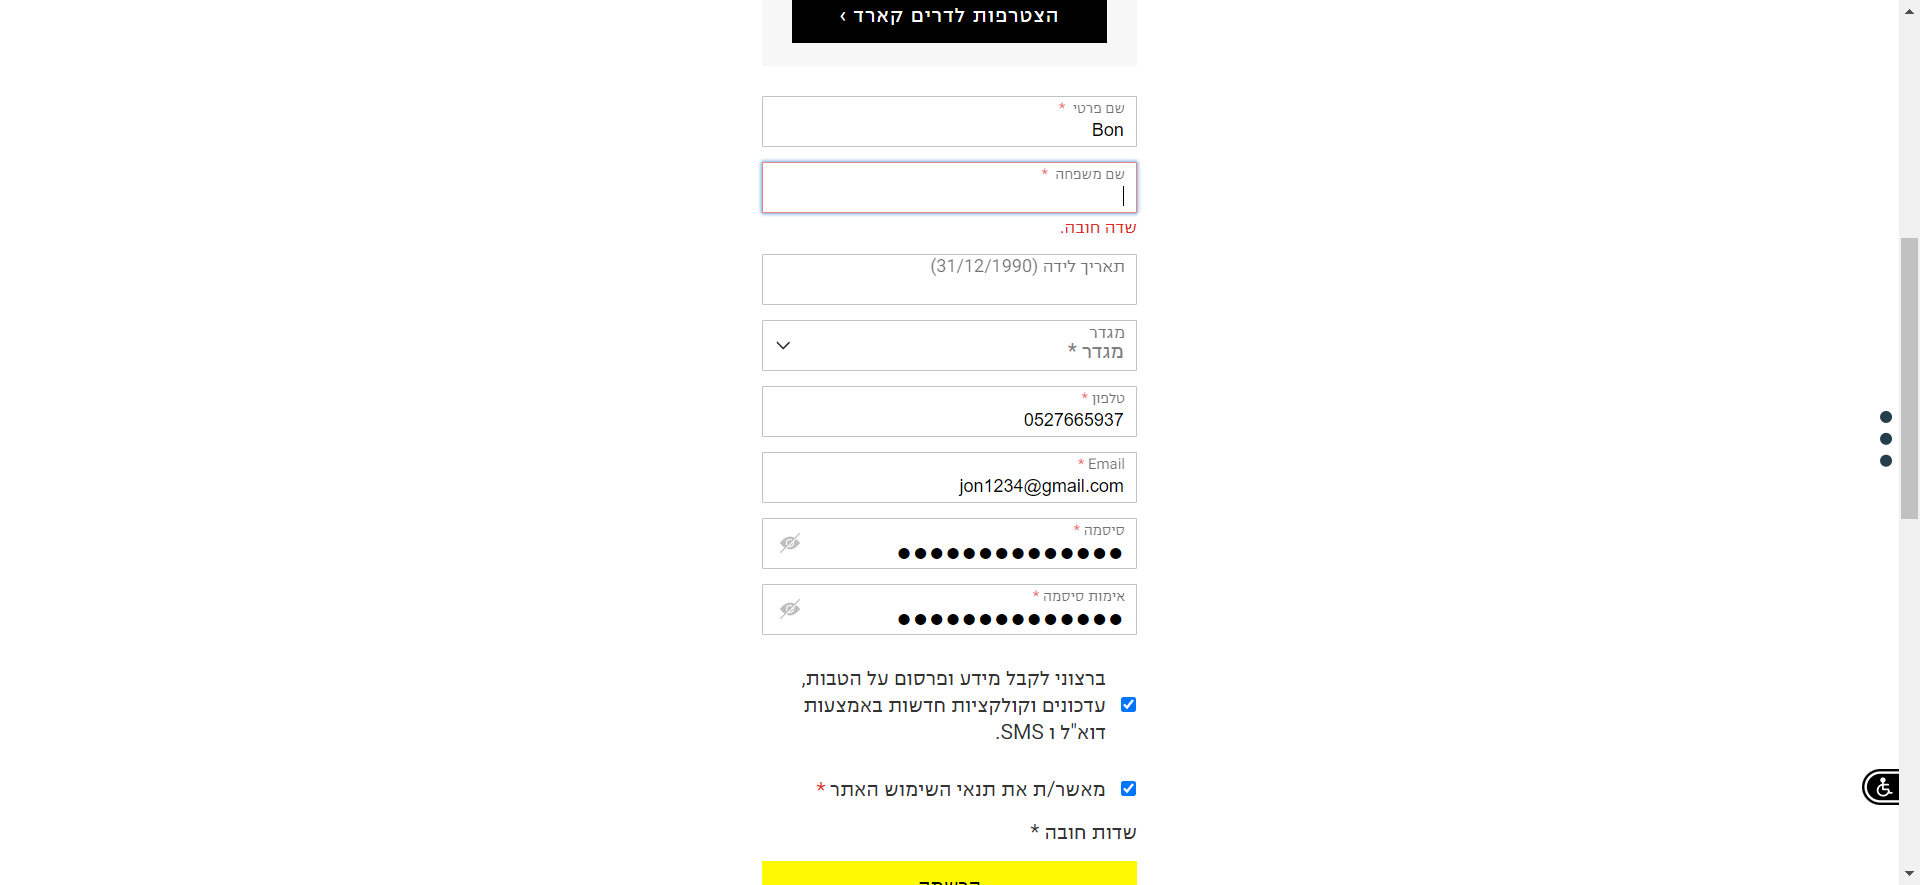 הצטרפות לדרים קארד ›
שם פרטי *
Bon
שם משפחה *
שדה חובה.
תאריך לידה (31/12/1990)
מגדר
מגדר *
טלפון *
0527665937
Email *
jon1234@gmail.com
סיסמה *
●●●●●●●●●●●●●●
אימות סיסמה *
●●●●●●●●●●●●●●
ברצוני לקבל מידע ופרסום על הטבות,
עדכונים וקולקציות חדשות באמצעות
דוא"ל ו SMS.
מאשר/ת את תנאי השימוש האתר *
שדות חובה *